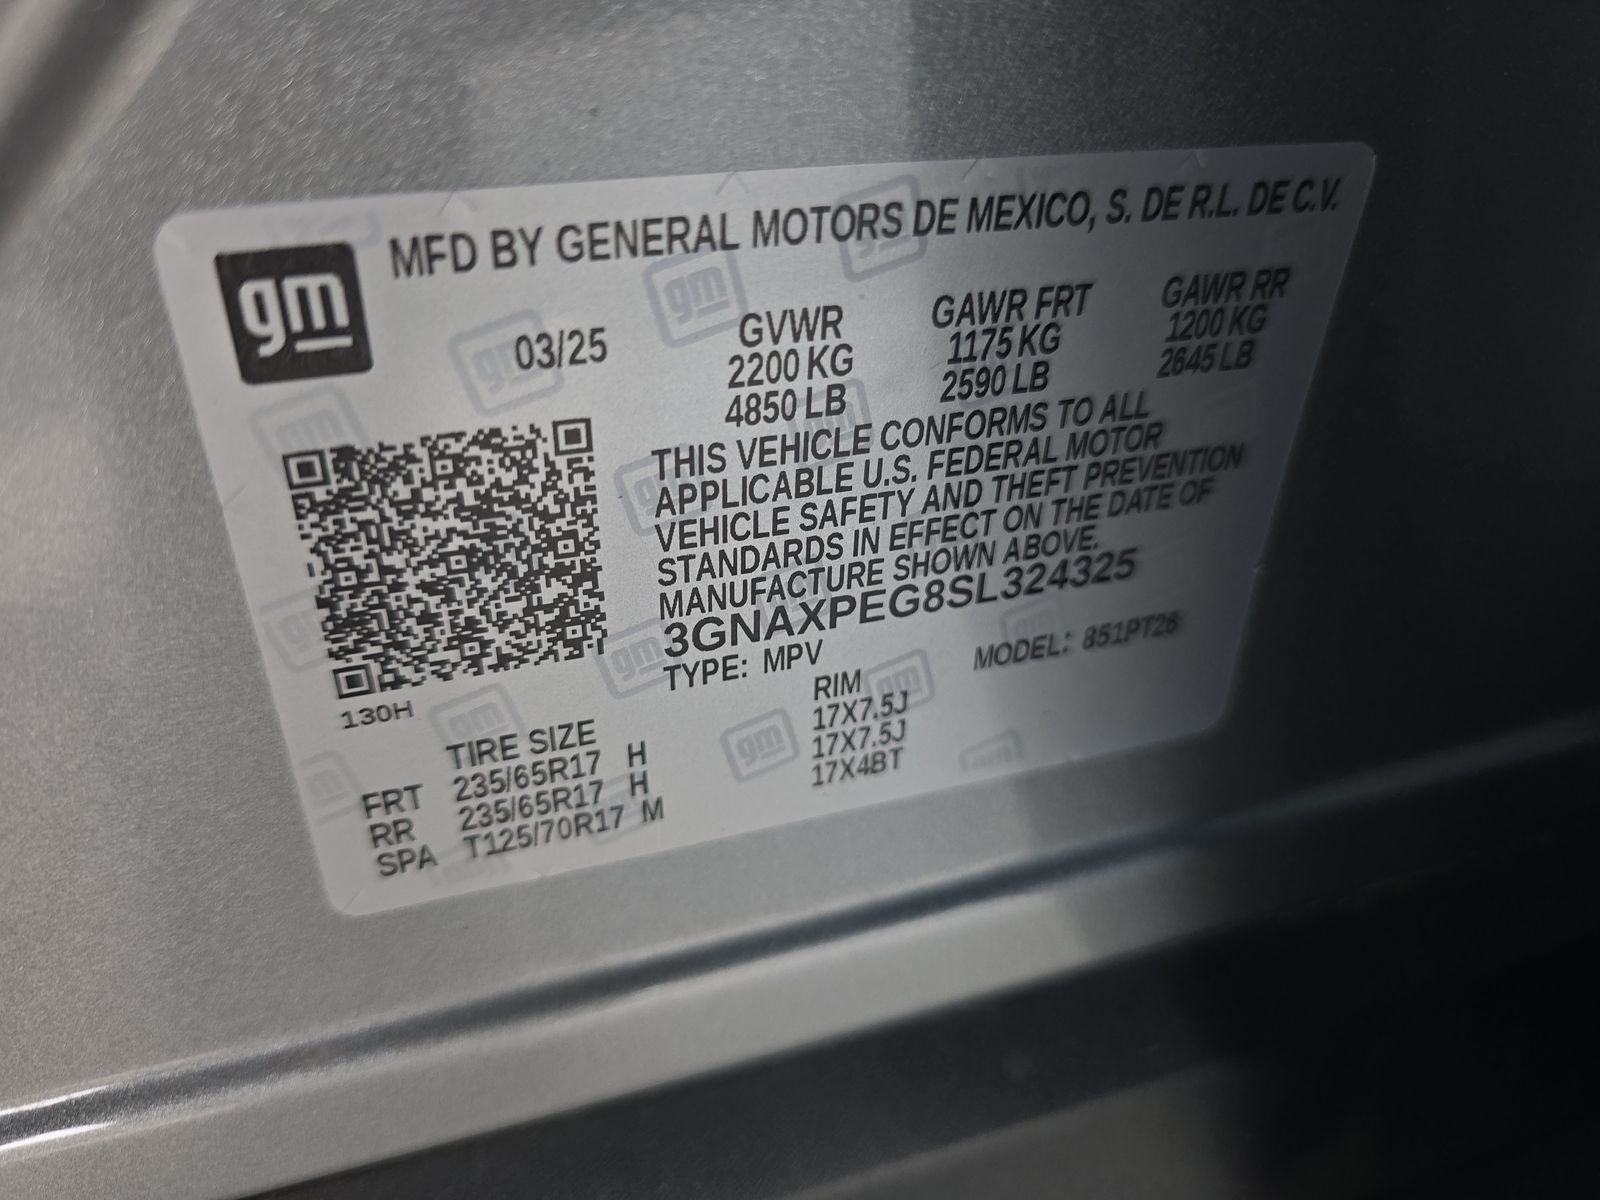 gm
MFD BY GENERAL MOTORS DE MEXICO, S. DE R.L. DE C.V.
03/25
GVWR GAWR FRT GAWR RR
2200 KG 1175 KG 1200 KG
4850 LB 2590 LB 2645 LB
THIS VEHICLE CONFORMS TO ALL
APPLICABLE U.S. FEDERAL MOTOR
VEHICLE SAFETY AND THEFT PREVENTION
STANDARDS IN EFFECT ON THE DATE OF
MANUFACTURE SHOWN ABOVE.
3GNAXPEG8SL324325
TYPE: MPV MODEL: 851PT26
130H
TIRE SIZE RIM
FRT 235/65R17 H 17X7.5J
RR 235/65R17 H 17X7.5J
SPA T125/70R17 M 17X4BT